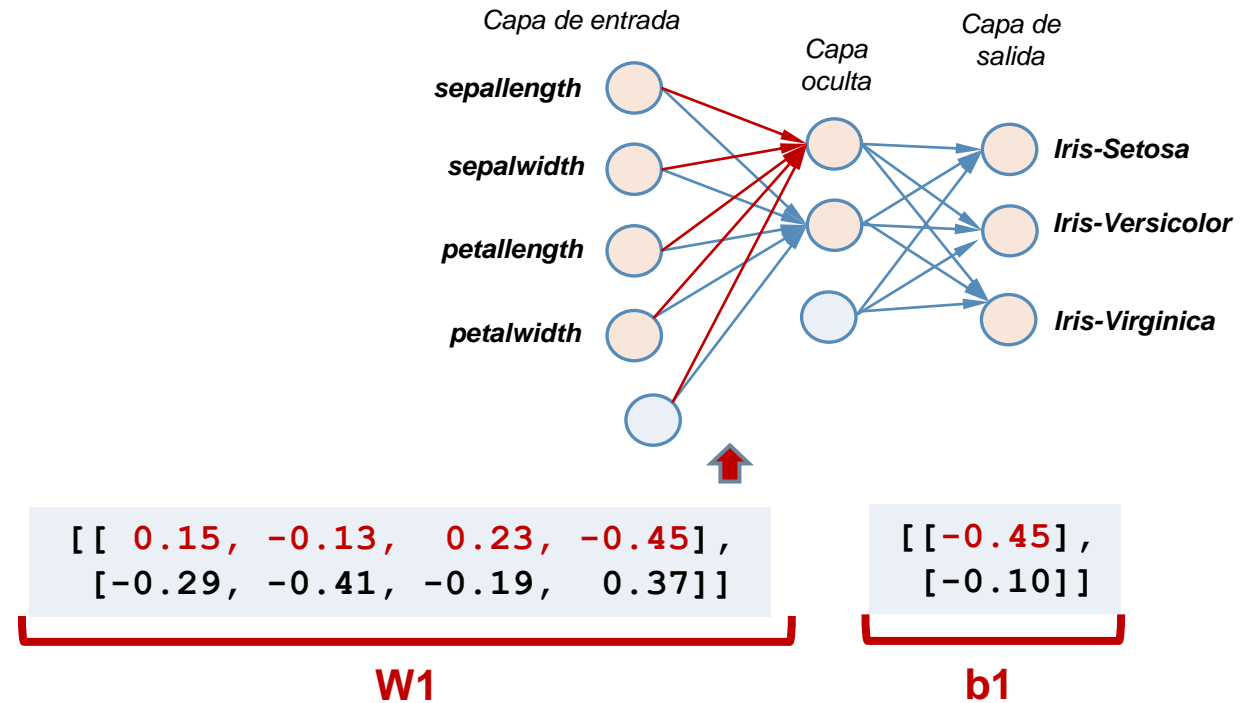 Capa de entrada
Capa
oculta
Capa de
salida
sepallength
sepalwidth
petallength
petalwidth
Iris-Setosa
Iris-Versicolor
Iris-Virginica
[[ 0.15, -0.13,  0.23, -0.45],
[-0.29, -0.41, -0.19,  0.37]]
W1
[[-0.45],
[-0.10]]
b1